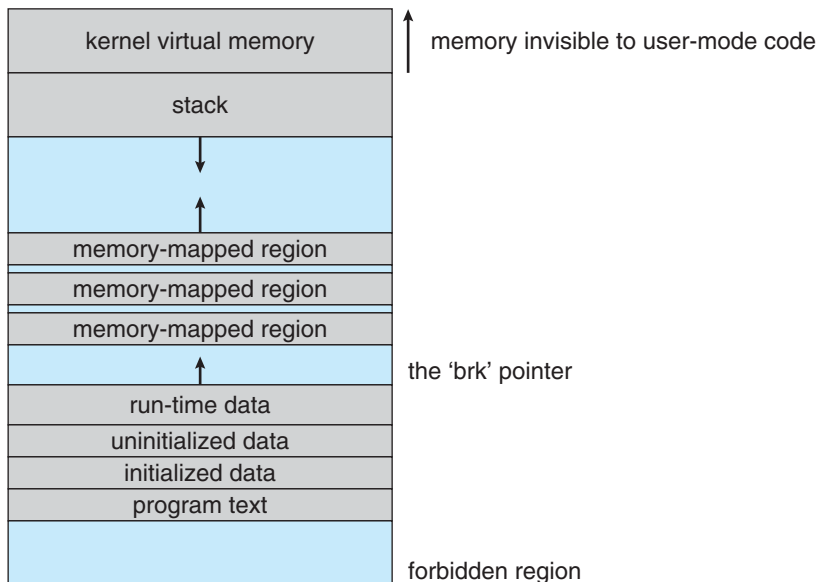 kernel virtual memory
memory invisible to user-mode code
stack
memory-mapped region
memory-mapped region
memory-mapped region
the ‘brk’ pointer
run-time data
uninitialized data
initialized data
program text
forbidden region